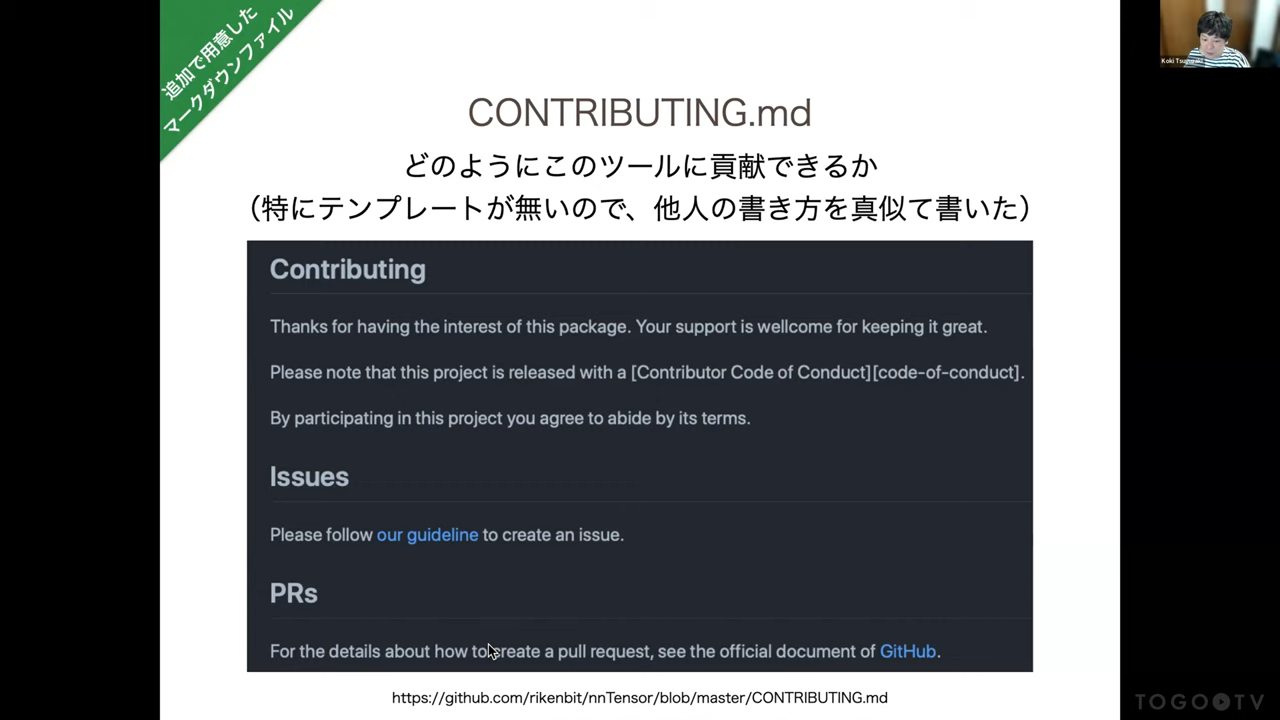 追加で用意した
マークダウンファイル
CONTRIBUTING.md
どのようにこのツールに貢献できるか
（特にテンプレートが無いので、他人の書き方を真似て書いた）
Contributing
Thanks for having the interest of this package. Your support is wellcome for keeping it great.
Please note that this project is released with a [Contributor Code of Conduct][code-of-conduct].
By participating in this project you agree to abide by its terms.
Issues
Please follow our guideline to create an issue.
PRs
For the details about how to create a pull request, see the official document of GitHub.
https://github.com/rikenbit/nnTensor/blob/master/CONTRIBUTING.md
Koki
TOGO TV